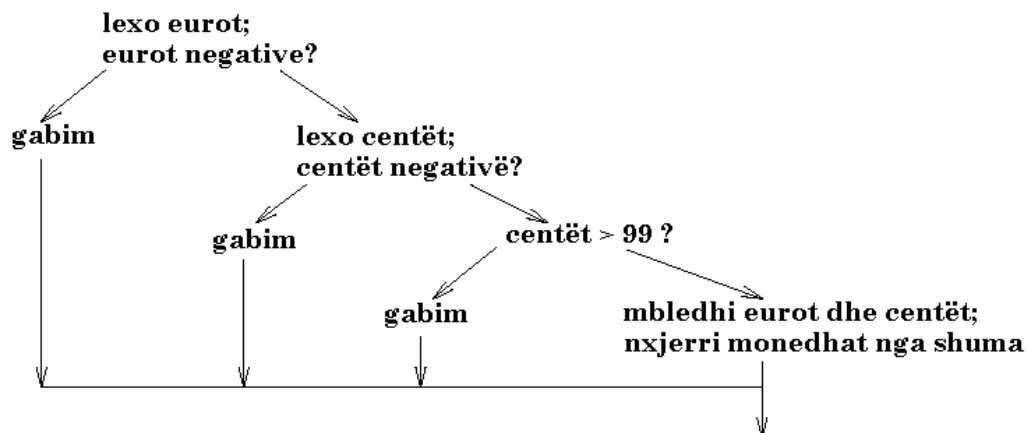 lexo eurot;
eurot negative?
gabim
lexo centët;
centët negativë?
gabim
centët > 99 ?
gabim
mbledhi eurot dhe centët;
nxjerri monedhat nga shuma